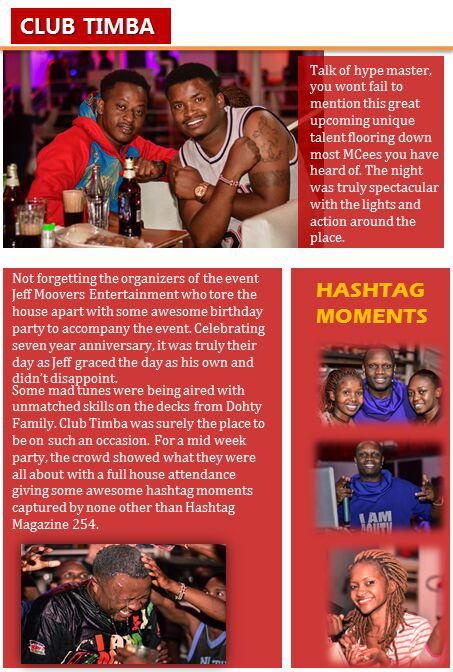 CLUB TIMBA
Talk of hype master,
you wont fail to
mention this great
upcoming unique
talent flooring down
most MCees you have
heard of. The night
was truly spectacular
with the lights and
action around the
place.
Not forgetting the organizers of the event
Jeff Moovers Entertainment who tore the
house apart with some awesome birthday
party to accompany the event. Celebrating
seven year anniversary, it was truly their
day as Jeff graced the day as his own and
didn't disappoint.
Some mad tunes were being aired with
unmatched skills on the decks from Dohty
Family. Club Timba was surely the place to
be on such an occasion. For a mid week
party, the crowd showed what they were
all about with a full house attendance
giving some awesome hashtag moments
captured by none other than Hashtag
Magazine 254.
HASHTAG
MOMENTS
I AM